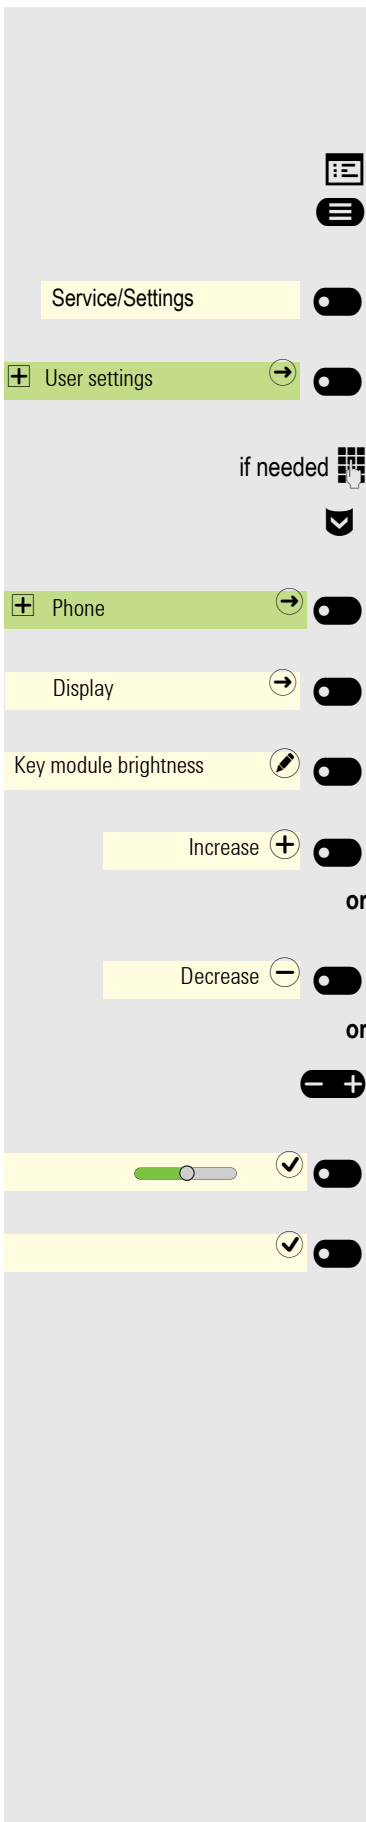 Service/Settings
User settings
if needed
Phone
Display
Key module brightness
Increase
or
Decrease
or